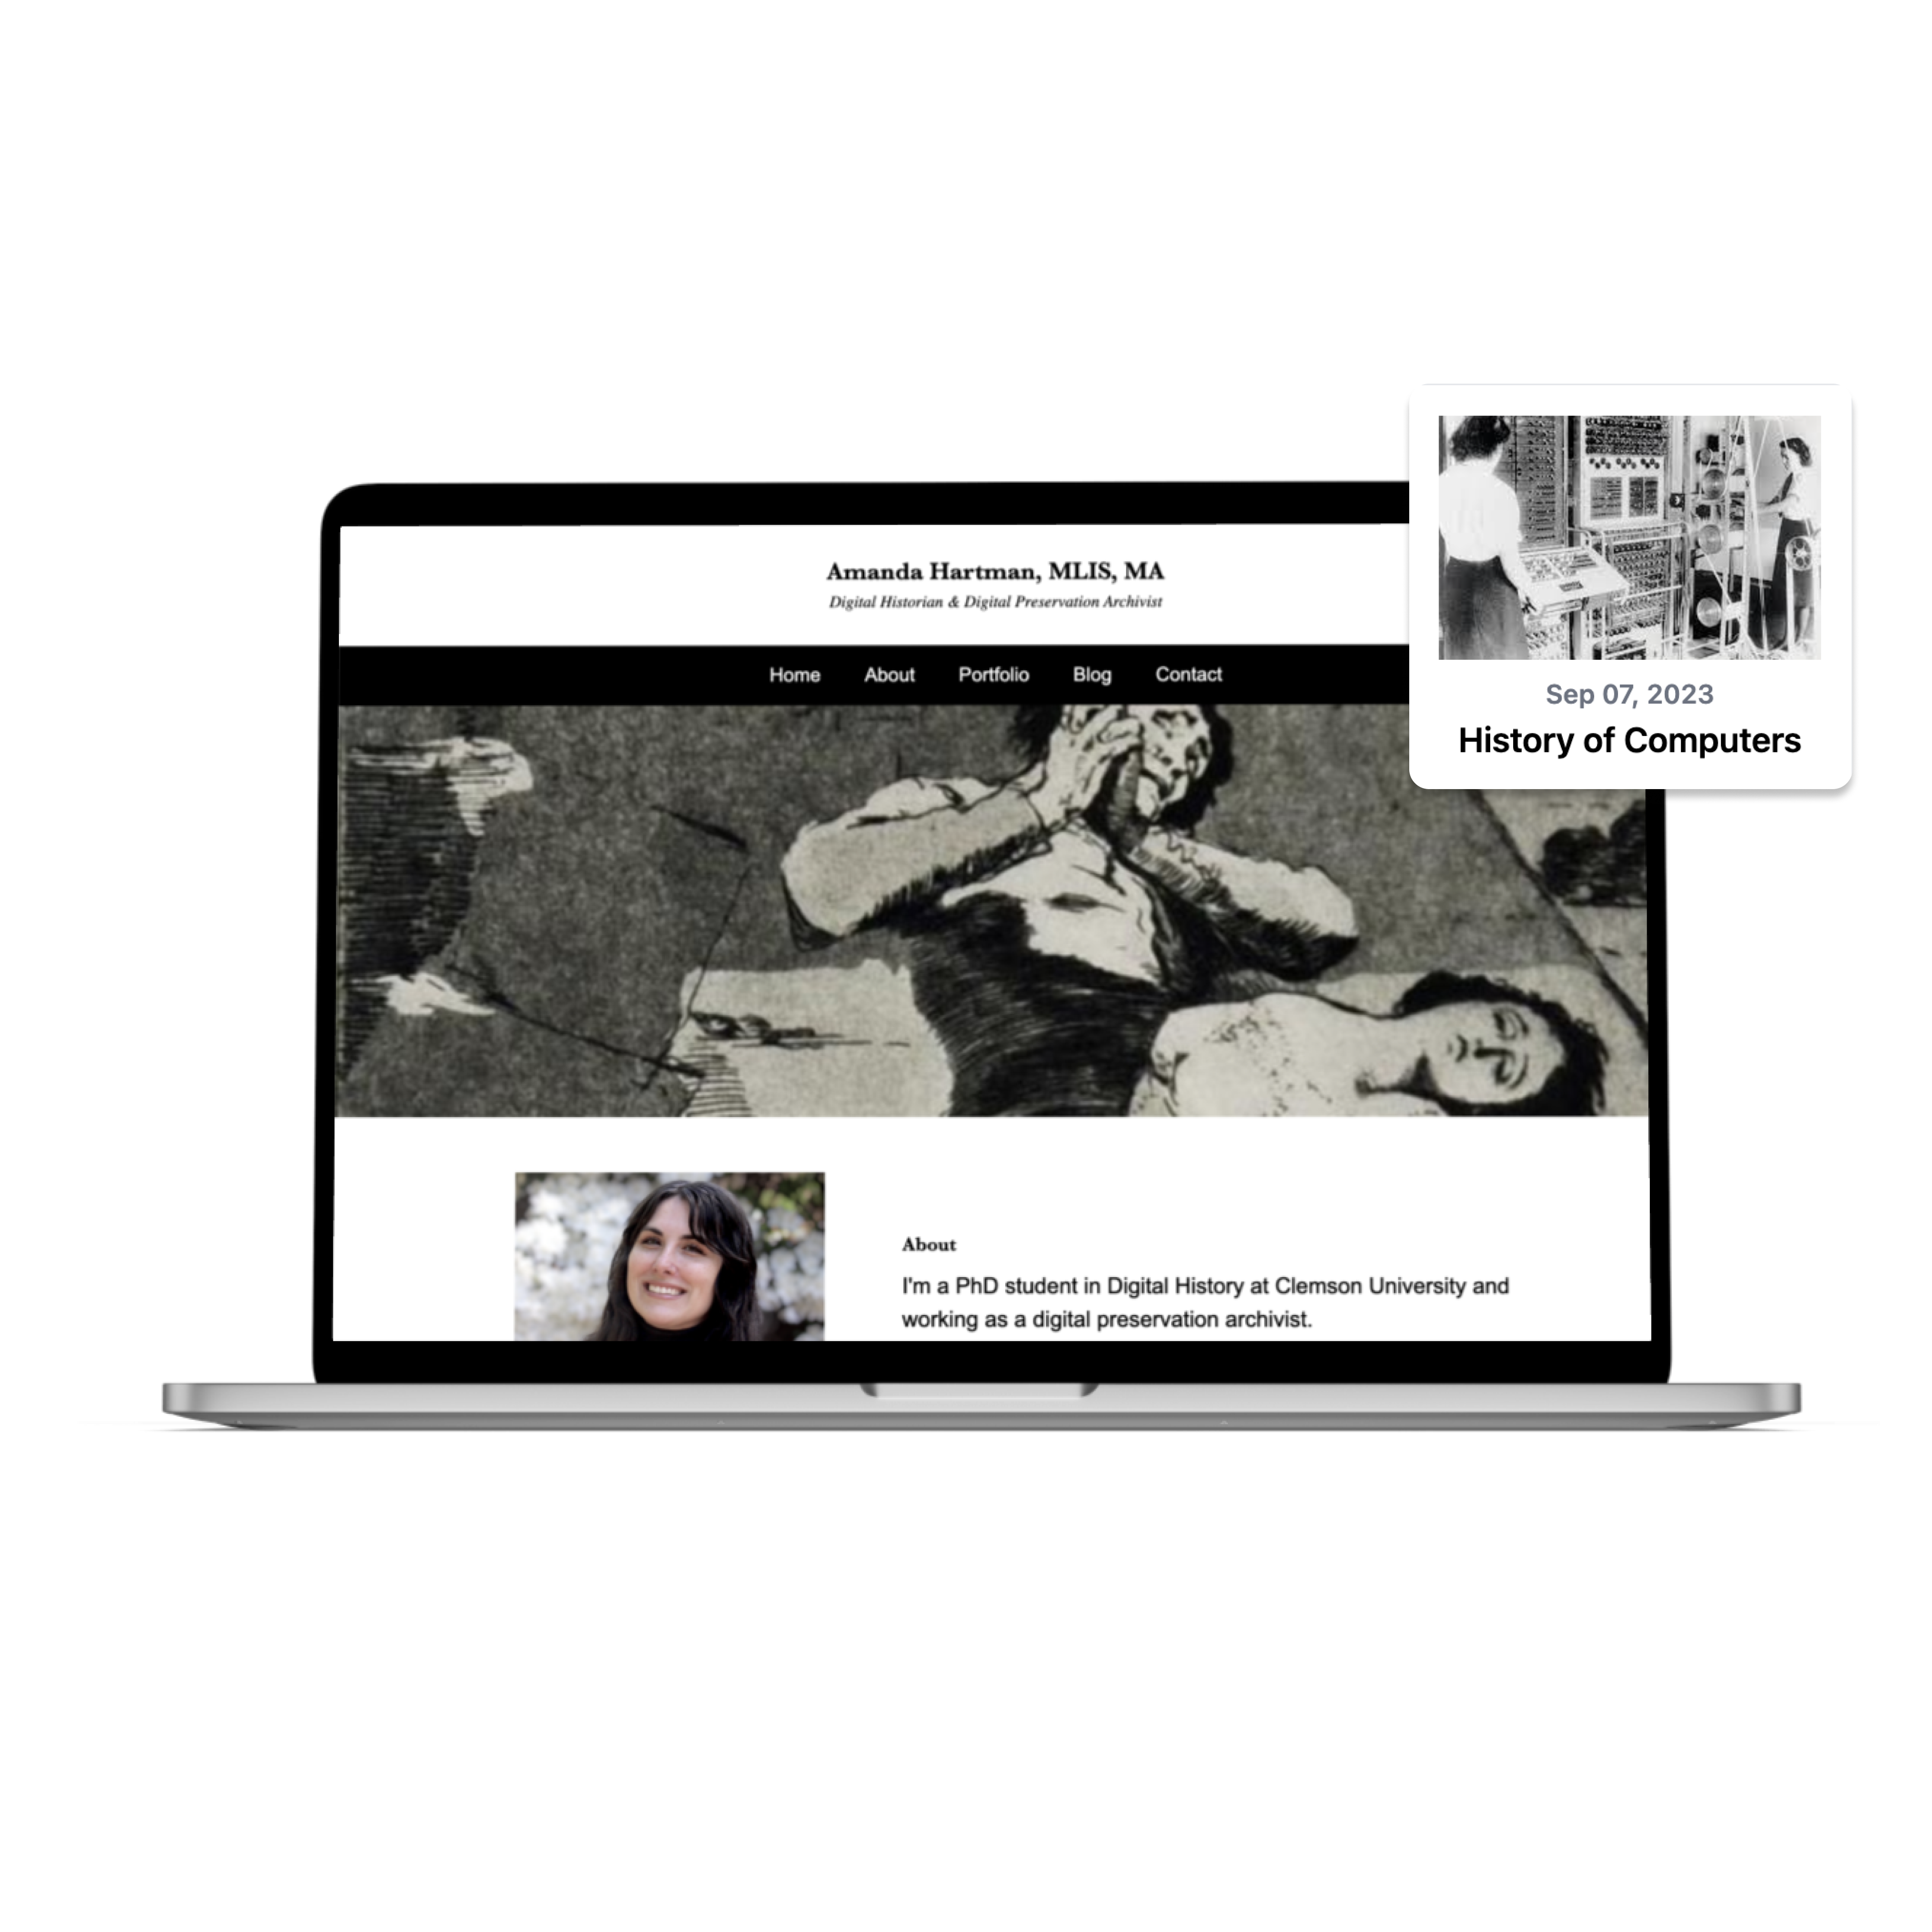 Amanda Hartman, MLIS, MA
Digital Historian & Digital Preservation Archivist
Home About Portfolio Blog Contact
Sep 07, 2023
History of Computers
About
I'm a PhD student in Digital History at Clemson University and
working as a digital preservation archivist.